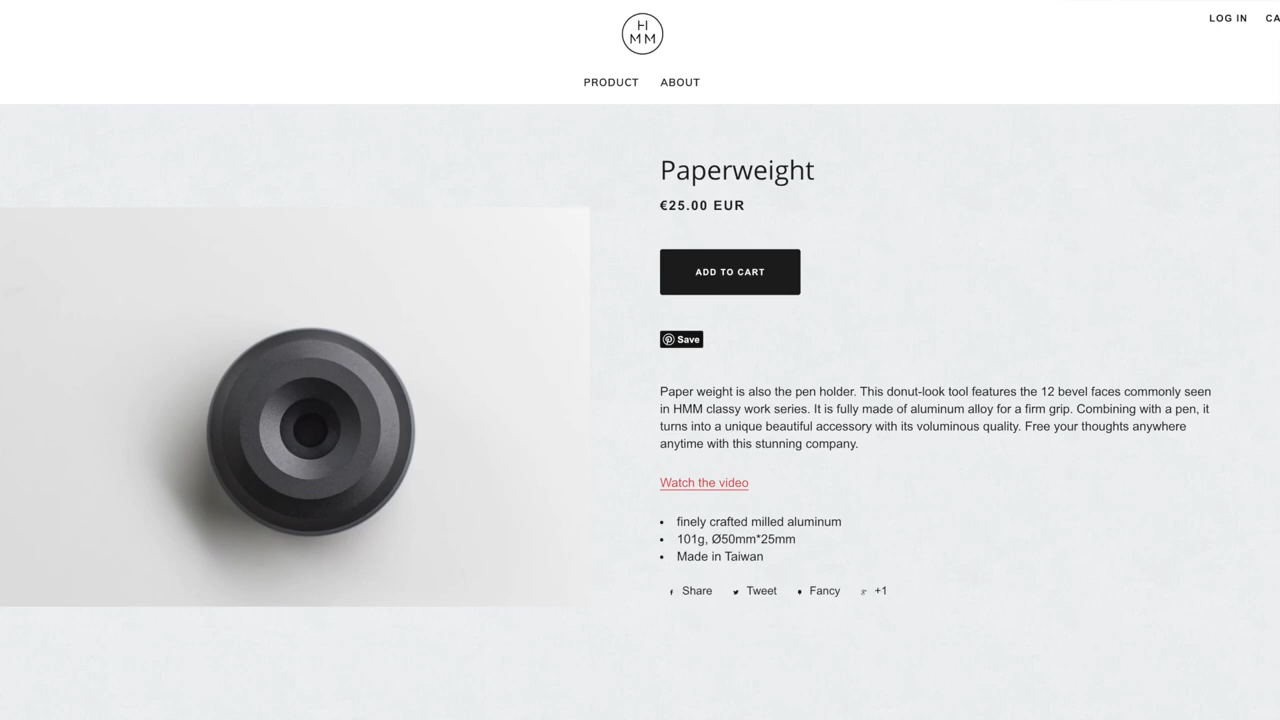 H
MM
LOG IN
PRODUCT ABOUT
Paperweight
€25.00 EUR
ADD TO CART
Save
Paper weight is also the pen holder. This donut-look tool features the 12 bevel faces commonly seen
in HMM classy work series. It is fully made of aluminum alloy for a firm grip. Combining with a pen, it
turns into a unique beautiful accessory with its voluminous quality. Free your thoughts anywhere
anytime with this stunning company.
Watch the video
• finely crafted milled aluminum
• 101g, Ø50mm*25mm
• Made in Taiwan
Share Tweet Fancy +1